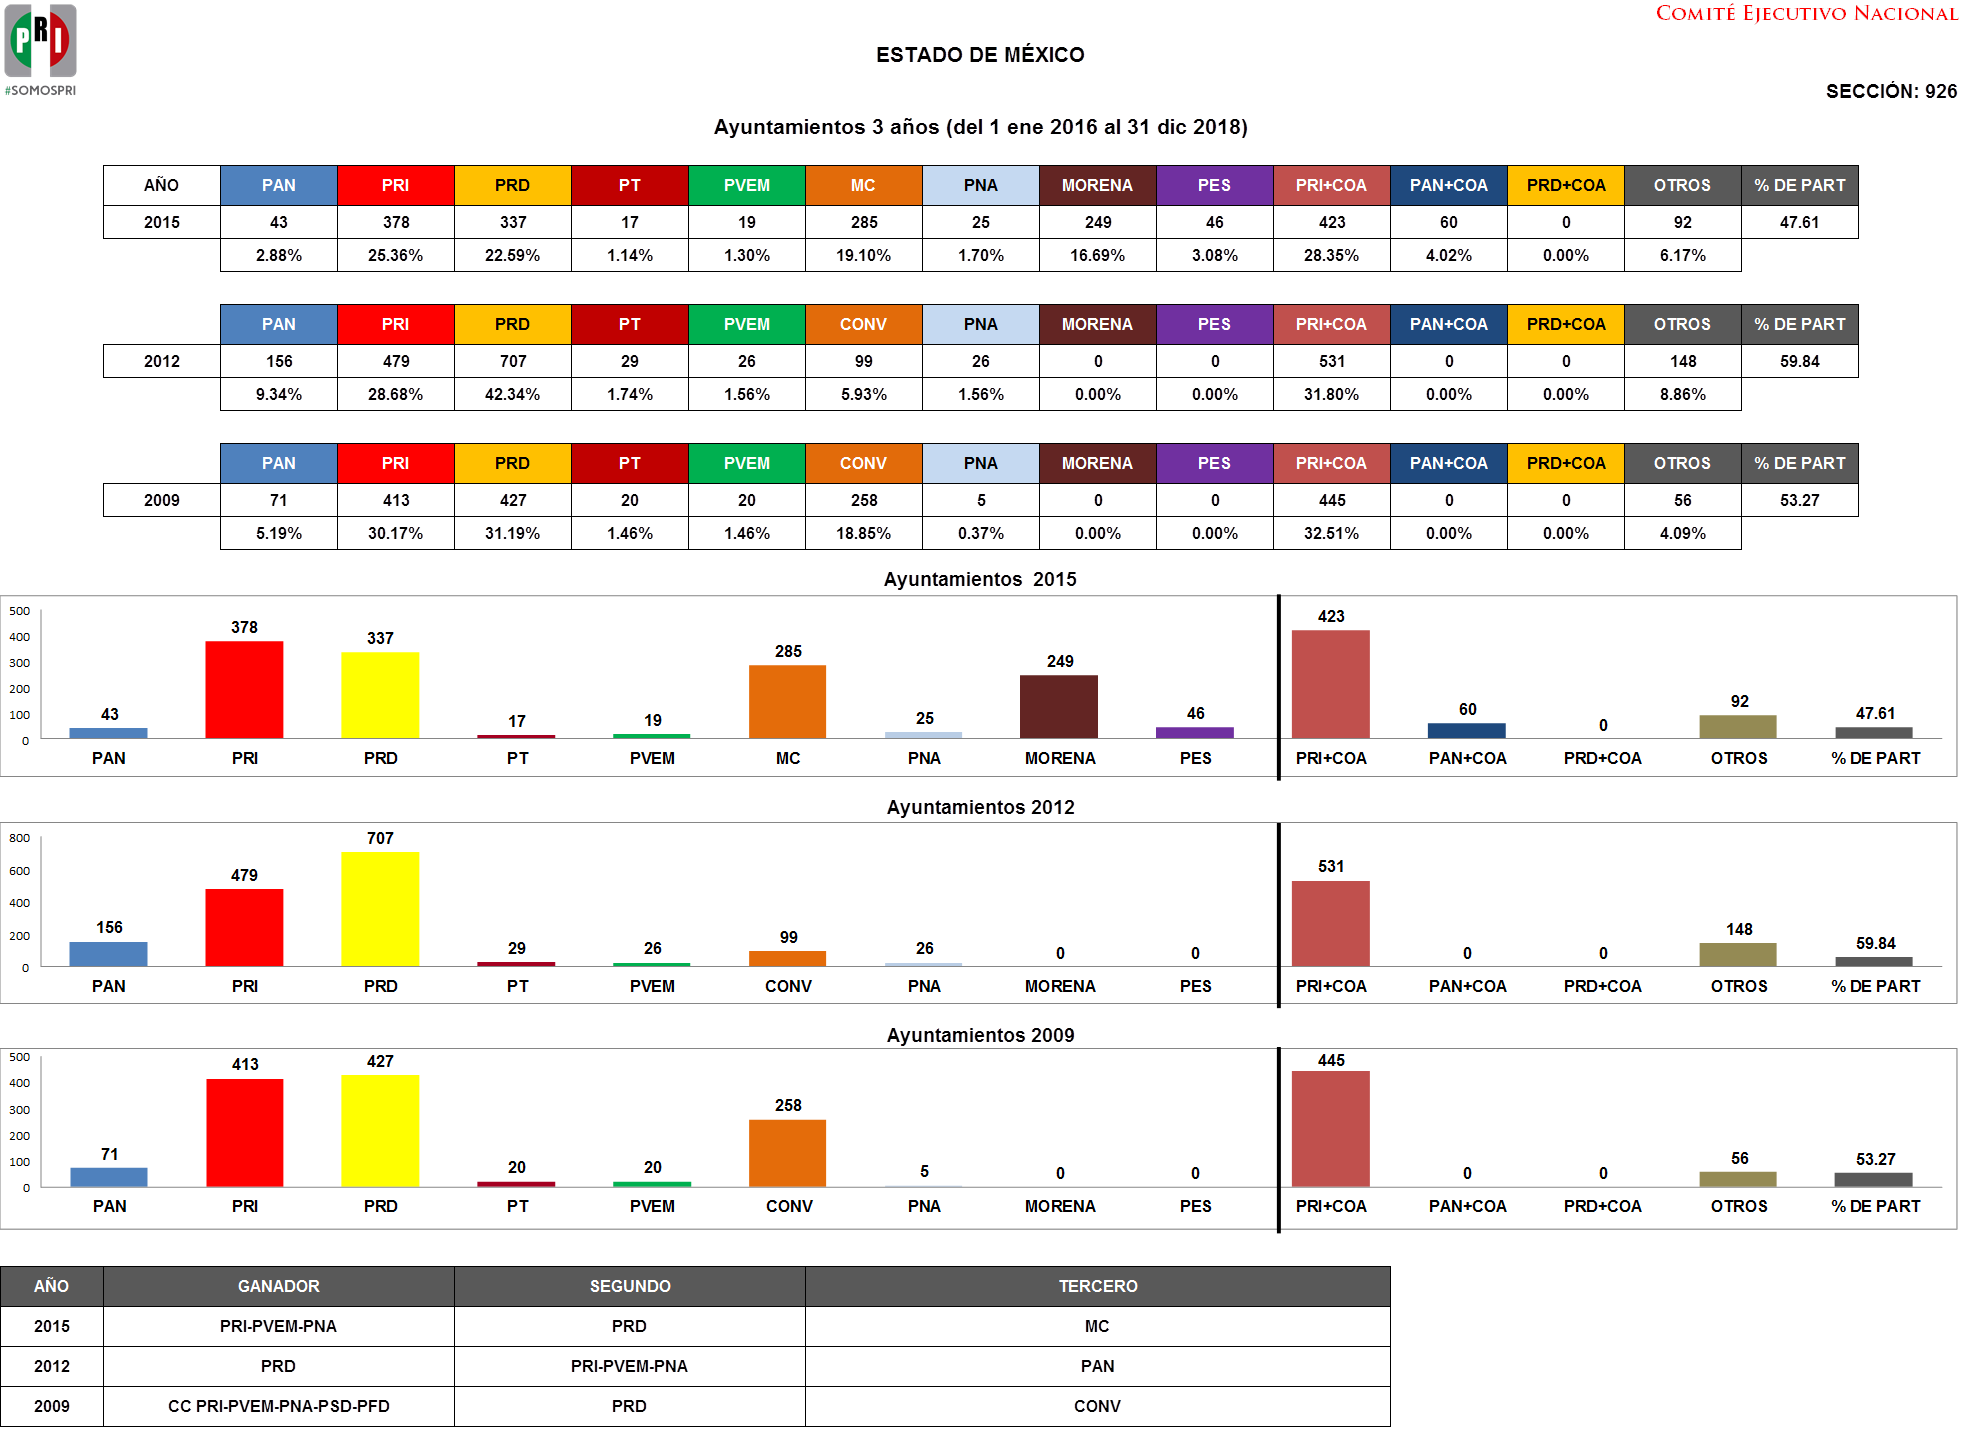 PRI
#SOMOSPRI
COMITÉ EJECUTIVO NACIONAL
ESTADO DE MÉXICO
SECCIÓN: 926
Ayuntamientos 3 años (del 1 ene 2016 al 31 dic 2018)
AÑO PAN PRI PRD PT PVEM MC PNA MORENA PES PRI+COA PAN+COA PRD+COA OTROS % DE PART
2015 43 378 337 17 19 285 25 249 46 423 60 0 92 47.61
2.88% 25.36% 22.59% 1.14% 1.30% 19.10% 1.70% 16.69% 3.08% 28.35% 4.02% 0.00% 6.17%
PAN PRI PRD PT PVEM CONV PNA MORENA PES PRI+COA PAN+COA PRD+COA OTROS % DE PART
2012 156 479 707 29 26 99 26 0 0 531 0 0 148 59.84
9.34% 28.68% 42.34% 1.74% 1.56% 5.93% 1.56% 0.00% 0.00% 31.80% 0.00% 0.00% 8.86%
PAN PRI PRD PT PVEM CONV PNA MORENA PES PRI+COA PAN+COA PRD+COA OTROS % DE PART
2009 71 413 427 20 20 258 5 0 0 445 0 0 56 53.27
5.19% 30.17% 31.19% 1.46% 1.46% 18.85% 0.37% 0.00% 0.00% 32.51% 0.00% 0.00% 4.09%
Ayuntamientos 2015
500
400
300
200
100
0
43 378 337 17 19 285 25 249 46 423 60 0 92 47.61
PAN PRI PRD PT PVEM MC PNA MORENA PES PRI+COA PAN+COA PRD+COA OTROS % DE PART
Ayuntamientos 2012
800
600
400
200
0
156 479 707 29 26 99 26 0 0 531 0 0 148 59.84
PAN PRI PRD PT PVEM CONV PNA MORENA PES PRI+COA PAN+COA PRD+COA OTROS % DE PART
Ayuntamientos 2009
500
400
300
200
100
0
71 413 427 20 20 258 5 0 0 445 0 0 56 53.27
PAN PRI PRD PT PVEM CONV PNA MORENA PES PRI+COA PAN+COA PRD+COA OTROS % DE PART
AÑO GANADOR SEGUNDO TERCERO
2015 PRI-PVEM-PNA PRD MC
2012 PRD PRI-PVEM-PNA PAN
2009 CC PRI-PVEM-PNA-PSD-PFD PRD CONV